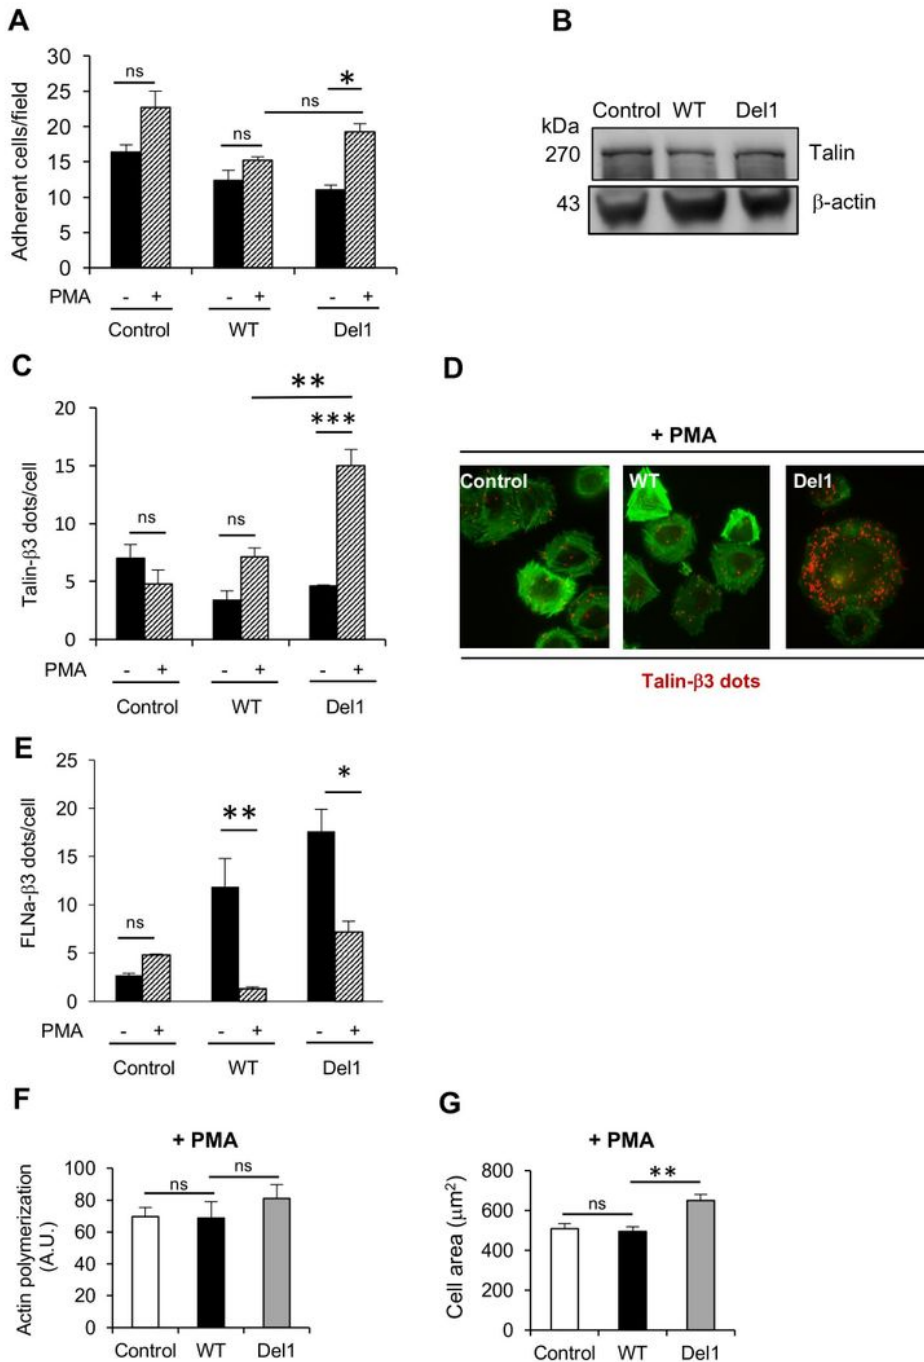 A
Adherent cells/field
30
25
20
15
10
5
0
ns
ns
ns
*
PMA - + - + - +
Control WT Del1
B
Control WT Del1
kDa
270 Talin
43 β-actin
C
Talin-β3 dots/cell
20
15
10
5
0
ns
ns
**
***
PMA - + - + - +
Control WT Del1
D
+ PMA
Control WT Del1
Talin-β3 dots
E
FLNa-β3 dots/cell
25
20
15
10
5
0
ns
**
*
PMA - + - + - +
Control WT Del1
F
+ PMA
Actin polymerization
(A.U.)
100
80
60
40
20
0
ns
ns
Control WT Del1
G
+ PMA
Cell area (μm²)
800
600
400
200
0
ns
**
Control WT Del1